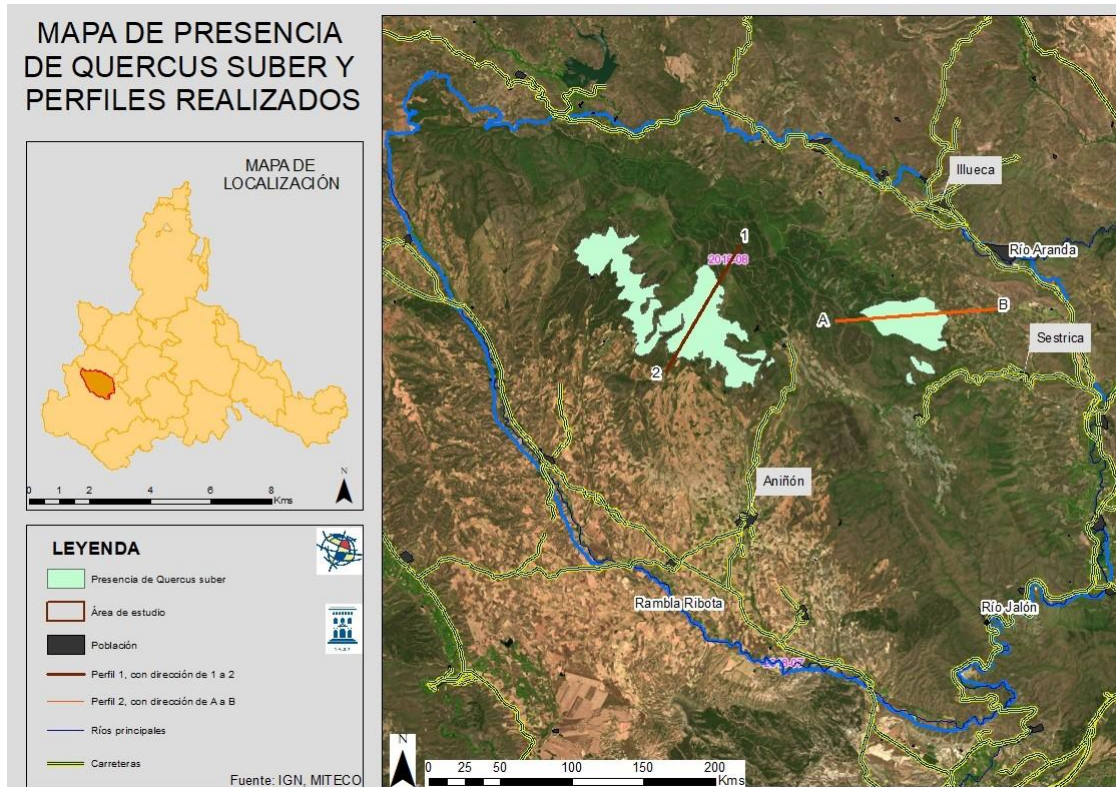 MAPA DE PRESENCIA
DE QUERCUS SUBER Y
PERFILES REALIZADOS
MAPA DE
LOCALIZACIÓN
N
0 2 4 6 8
Kms
LEYENDA
Presencia de Quercus suber
Área de estudio
Población
Perfil 1, con dirección de 1 a 2
Perfil 2, con dirección de A a B
Ríos principales
Carreteras
Fuente: IGN, MITECO
Illueca
1
Río Aranda
B
A
Sestrica
2
Aniñón
Rambla Ribota
Río Jalón
N
0 25 50 100 150 200
Kms